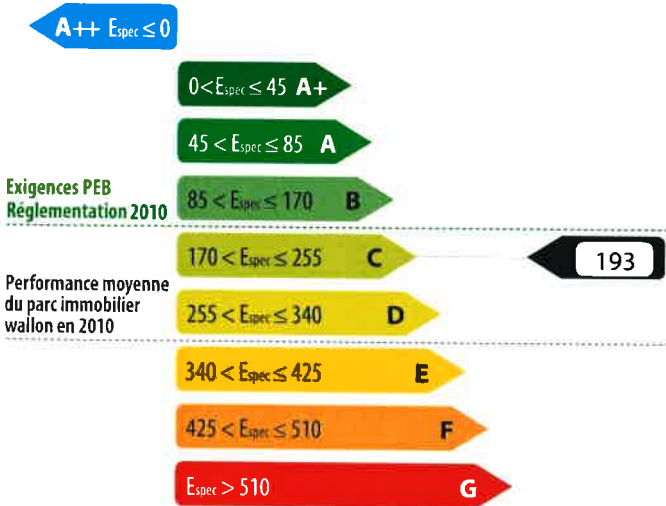 A++ Espec ≤ 0
0 < Espec ≤ 45 A+
45 < Espec ≤ 85 A
Exigences PEB
Réglementation 2010
85 < Espec ≤ 170 B
170 < Espec ≤ 255 C
193
Performance moyenne
du parc immobilier
wallon en 2010
255 < Espec ≤ 340 D
340 < Espec ≤ 425 E
425 < Espec ≤ 510 F
Espec > 510 G